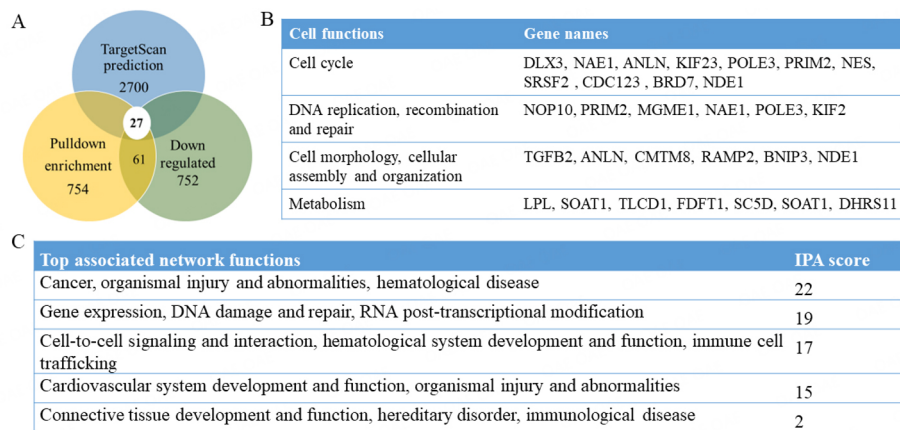 A
TargetScan
prediction
2700
27
Pulldown
enrichment
754
61
Down
regulated
752
B
Cell functions Gene names
Cell cycle DLX3, NAE1, ANLN, KIF23, POLE3, PRIM2, NES,
SRSF2 , CDC123 , BRD7, NDE1
DNA replication, recombination NOP10, PRIM2, MGME1, NAE1, POLE3, KIF2
and repair
Cell morphology, cellular TGFB2, ANLN, CMTM8, RAMP2, BNIP3, NDE1
assembly and organization
Metabolism LPL, SOAT1, TLCD1, FDFT1, SC5D, SOAT1, DHRS11
C
Top associated network functions IPA score
Cancer, organismal injury and abnormalities, hematological disease 22
Gene expression, DNA damage and repair, RNA post-transcriptional modification 19
Cell-to-cell signaling and interaction, hematological system development and function, immune cell 17
trafficking
Cardiovascular system development and function, organismal injury and abnormalities 15
Connective tissue development and function, hereditary disorder, immunological disease 2